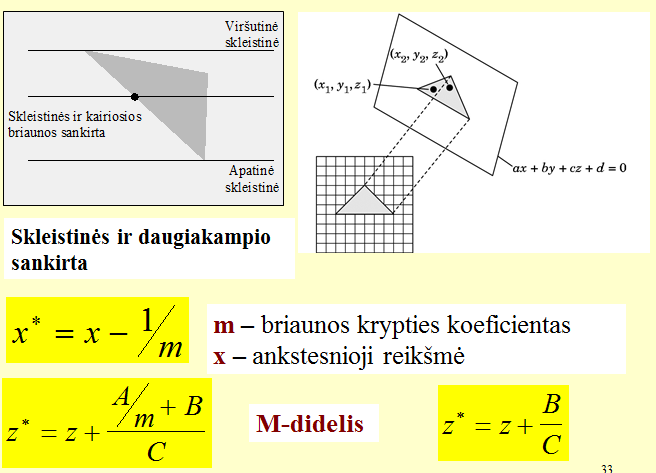 Viršutinė
skleistinė
Skleistinės ir kairiosios
briaunos sankirta
Apatinė
skleistinė
(x₂, y₂, z₂)
(x₁, y₁, z₁)
ax + by + cz + d = 0
Skleistinės ir daugiakampio
sankirta
x* = x − 1/m
m – briaunos krypties koeficientas
x – ankstesnioji reikšmė
z* = z + (A/m + B)/C
M-didelis
z* = z + B/C
33